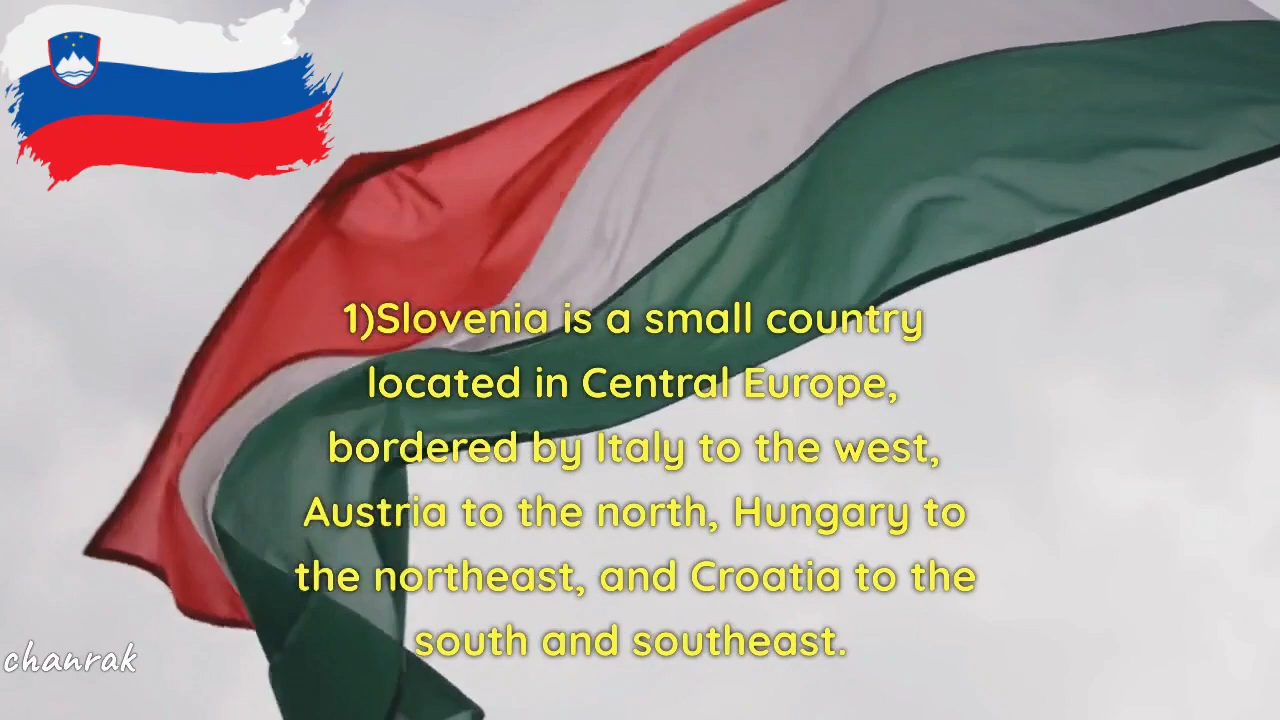 1)Slovenia is a small country
located in Central Europe,
bordered by Italy to the west,
Austria to the north, Hungary to
the northeast, and Croatia to the
south and southeast.
chanrak